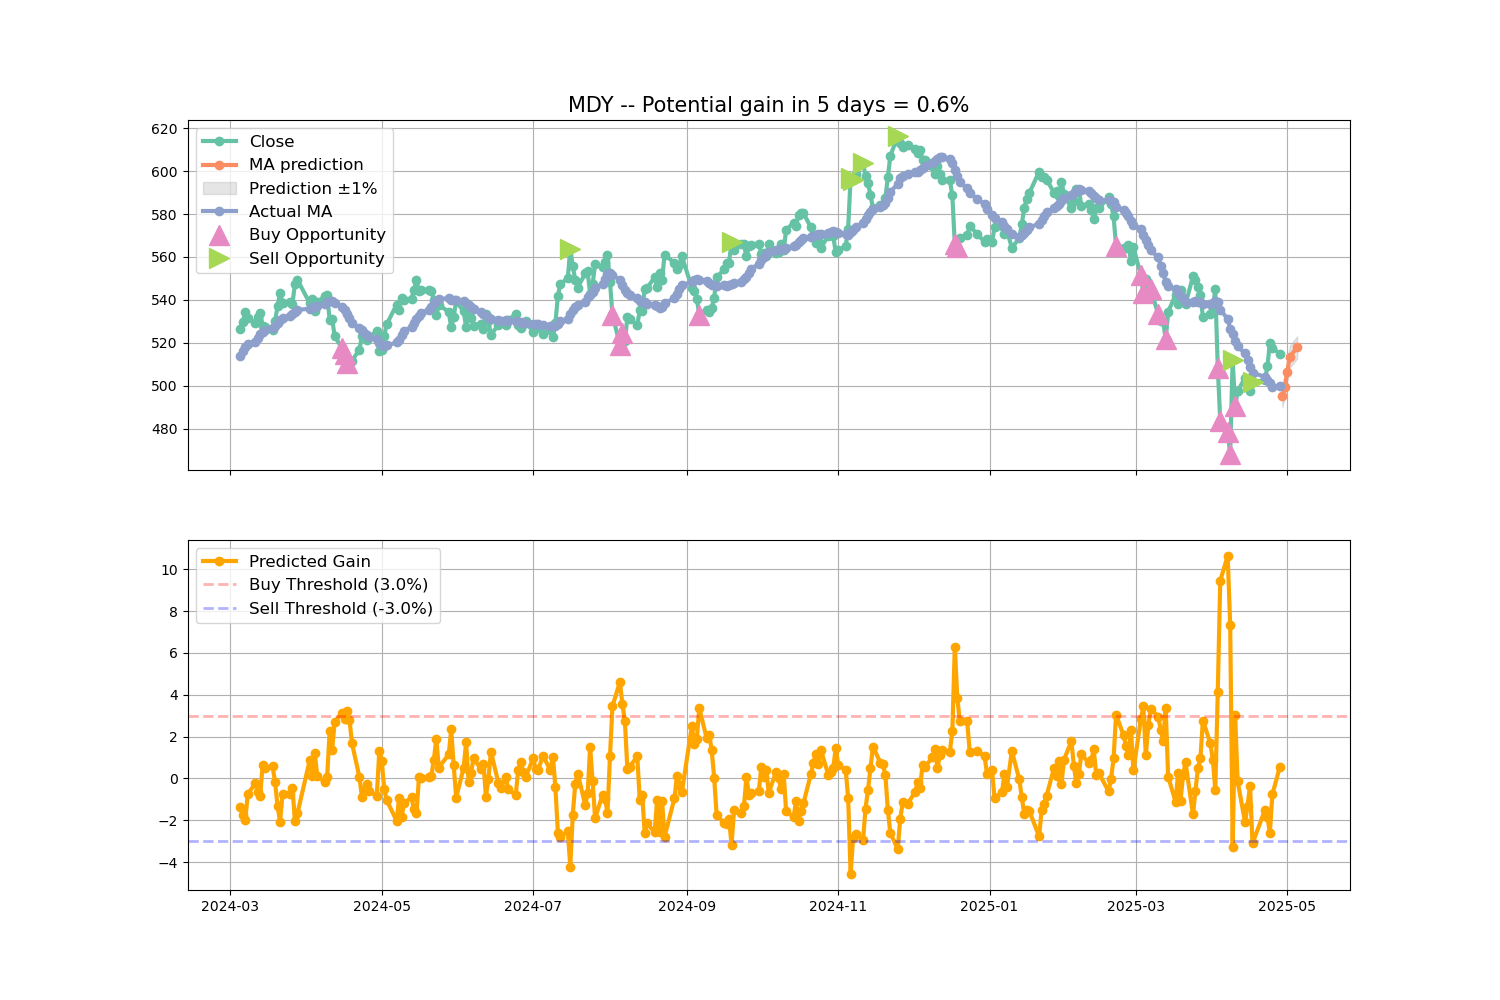 MDY -- Potential gain in 5 days = 0.6%
620
600
580
560
540
520
500
480
Close
MA prediction
Prediction ±1%
Actual MA
Buy Opportunity
Sell Opportunity
10
8
6
4
2
0
−2
−4
Predicted Gain
Buy Threshold (3.0%)
Sell Threshold (-3.0%)
2024-03
2024-05
2024-07
2024-09
2024-11
2025-01
2025-03
2025-05